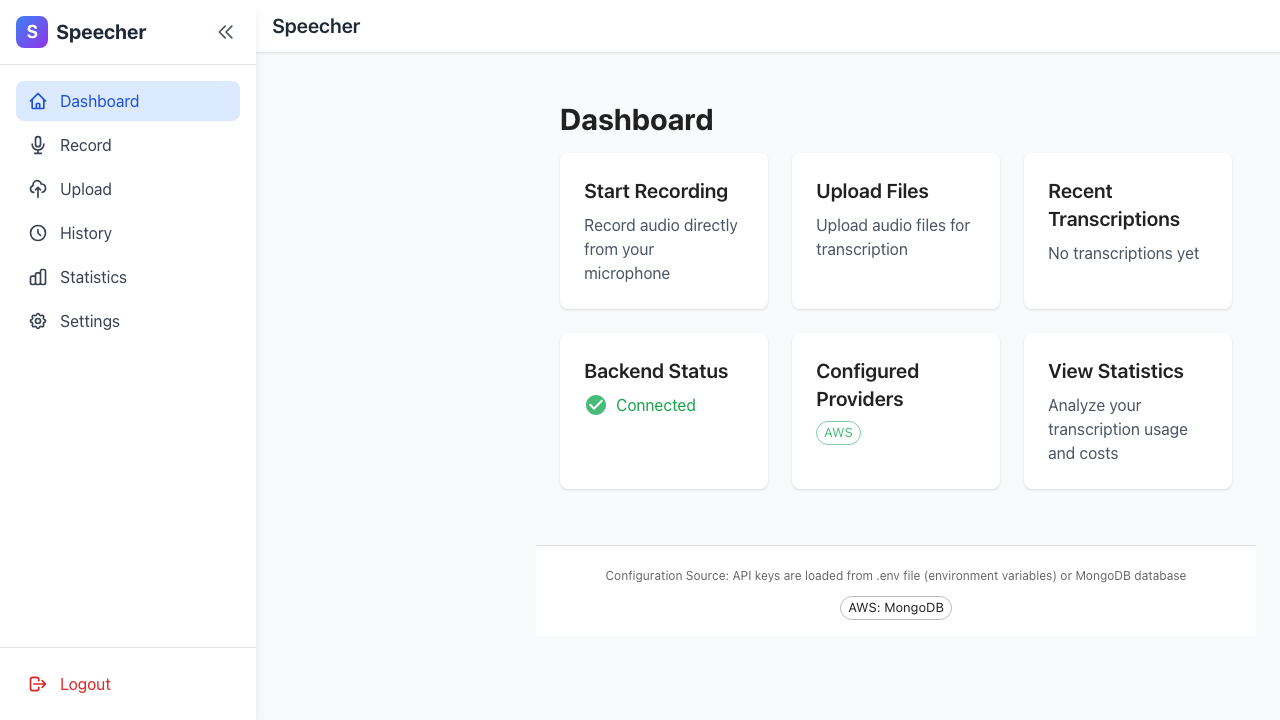 S
Speecher
Speecher
Dashboard
Record
Upload
History
Statistics
Settings
Logout
Dashboard
Start Recording
Record audio directly
from your
microphone
Upload Files
Upload audio files for
transcription
Recent
Transcriptions
No transcriptions yet
Backend Status
Connected
Configured
Providers
AWS
View Statistics
Analyze your
transcription usage
and costs
Configuration Source: API keys are loaded from .env file (environment variables) or MongoDB database
AWS: MongoDB